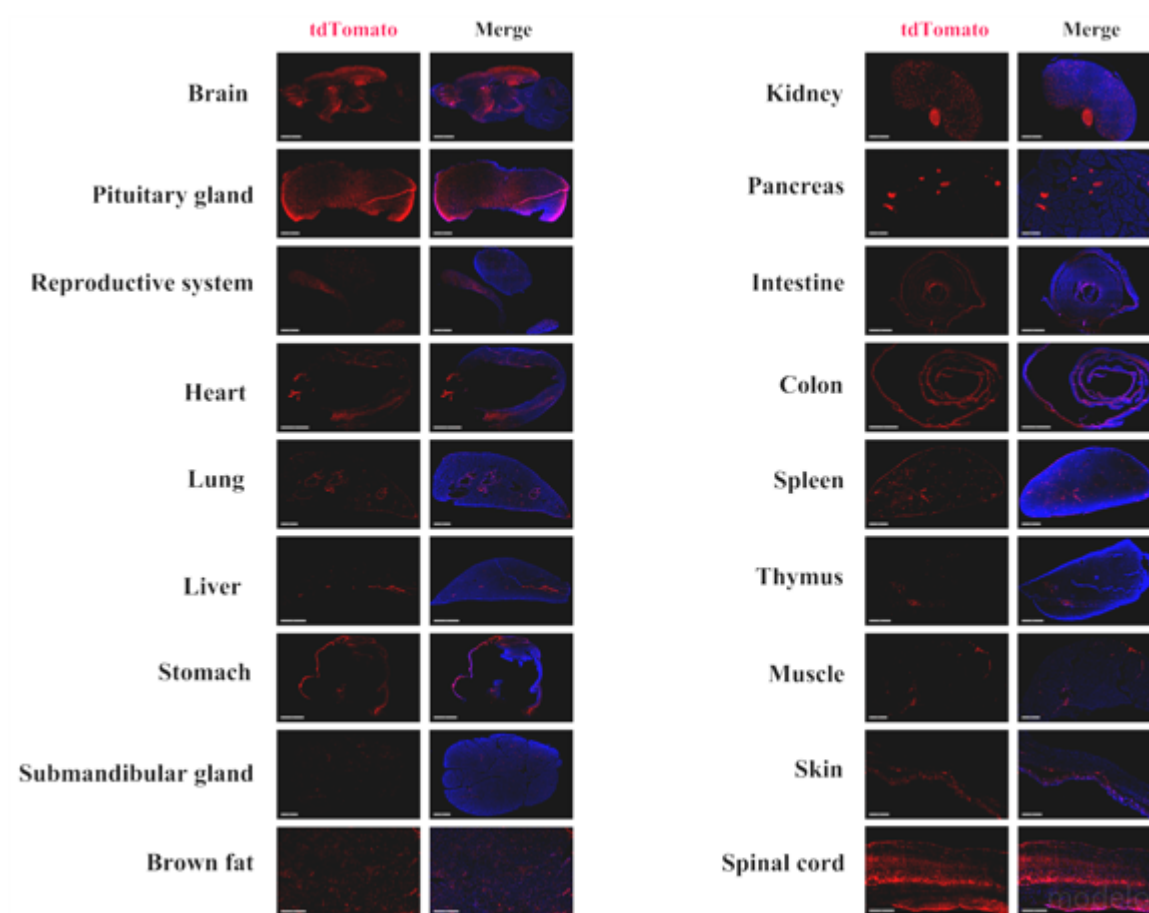 tdTomato Merge
Brain
Pituitary gland
Reproductive system
Heart
Lung
Liver
Stomach
Submandibular gland
Brown fat
tdTomato Merge
Kidney
Pancreas
Intestine
Colon
Spleen
Thymus
Muscle
Skin
Spinal cord